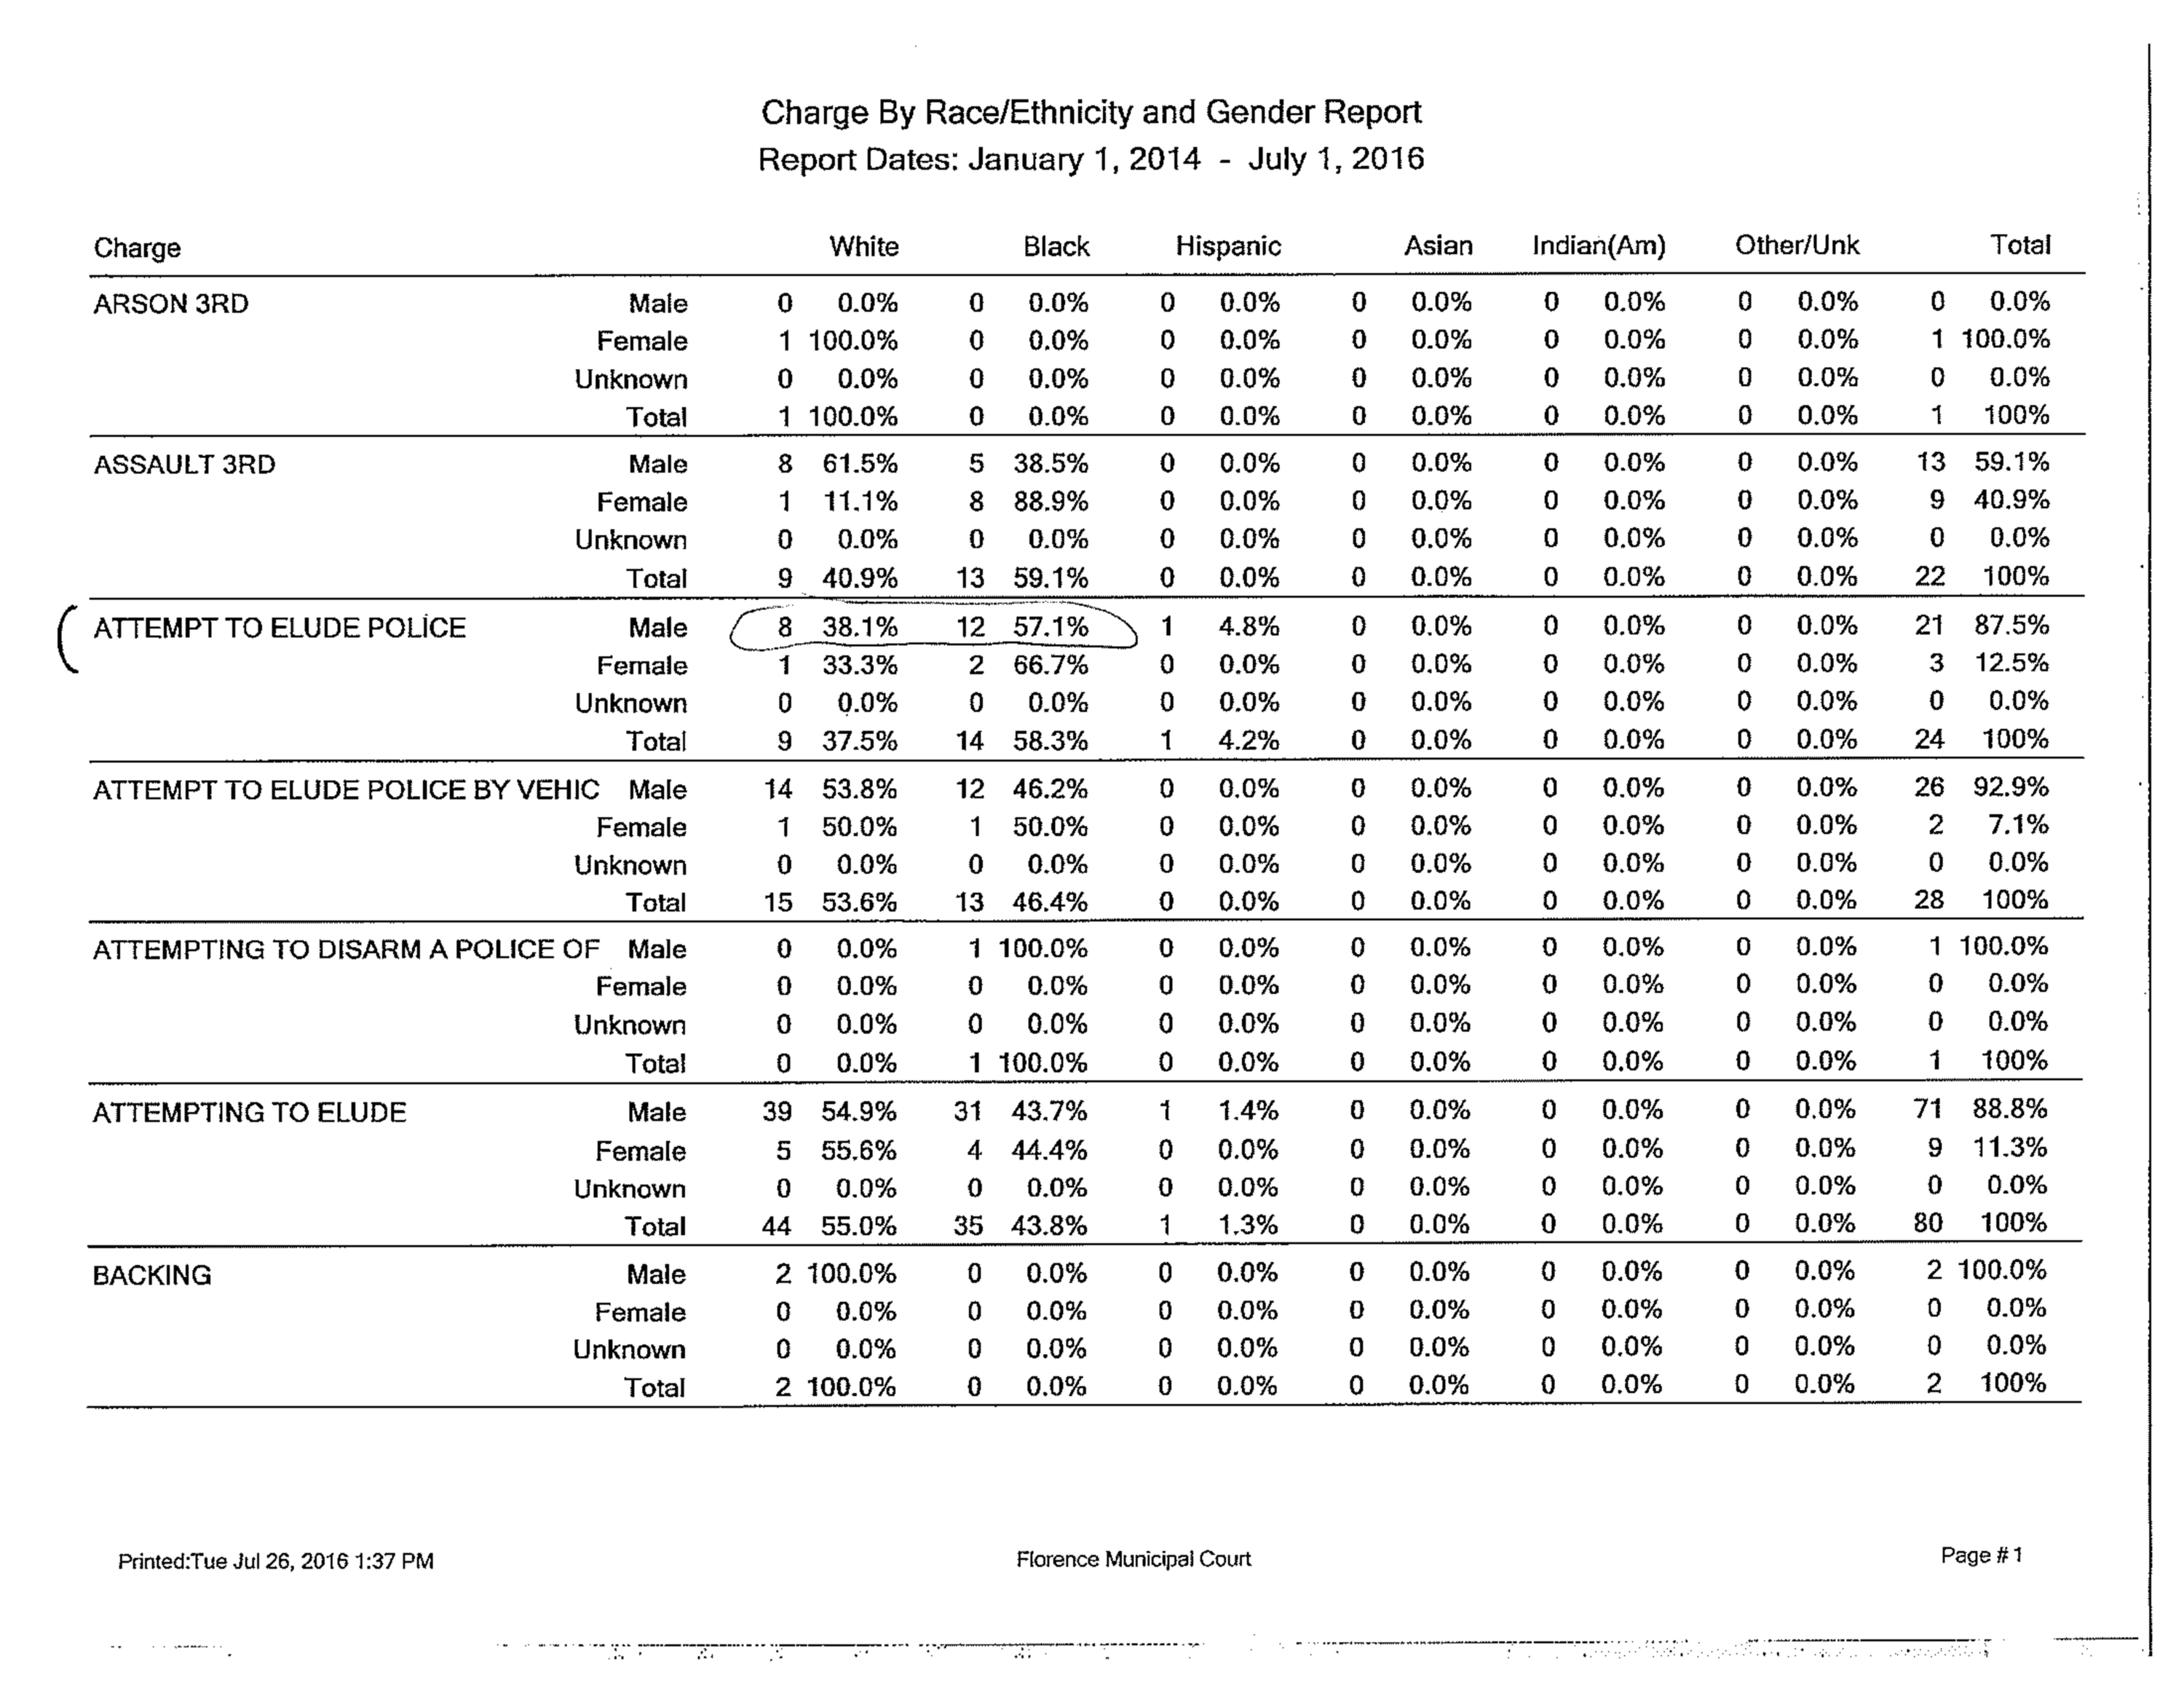 Charge By Race/Ethnicity and Gender Report
Report Dates: January 1, 2014 - July 1, 2016
Charge White Black Hispanic Asian Indian(Am) Other/Unk Total
ARSON 3RD Male 0 0.0% 0 0.0% 0 0.0% 0 0.0% 0 0.0% 0 0.0% 0 0.0%
Female 1 100.0% 0 0.0% 0 0.0% 0 0.0% 0 0.0% 0 0.0% 1 100.0%
Unknown 0 0.0% 0 0.0% 0 0.0% 0 0.0% 0 0.0% 0 0.0% 0 0.0%
Total 1 100.0% 0 0.0% 0 0.0% 0 0.0% 0 0.0% 0 0.0% 1 100%
ASSAULT 3RD Male 8 61.5% 5 38.5% 0 0.0% 0 0.0% 0 0.0% 0 0.0% 13 59.1%
Female 1 11.1% 8 88.9% 0 0.0% 0 0.0% 0 0.0% 0 0.0% 9 40.9%
Unknown 0 0.0% 0 0.0% 0 0.0% 0 0.0% 0 0.0% 0 0.0% 0 0.0%
Total 9 40.9% 13 59.1% 0 0.0% 0 0.0% 0 0.0% 0 0.0% 22 100%
ATTEMPT TO ELUDE POLICE Male 8 38.1% 12 57.1% 1 4.8% 0 0.0% 0 0.0% 0 0.0% 21 87.5%
Female 1 33.3% 2 66.7% 0 0.0% 0 0.0% 0 0.0% 0 0.0% 3 12.5%
Unknown 0 0.0% 0 0.0% 0 0.0% 0 0.0% 0 0.0% 0 0.0% 0 0.0%
Total 9 37.5% 14 58.3% 1 4.2% 0 0.0% 0 0.0% 0 0.0% 24 100%
ATTEMPT TO ELUDE POLICE BY VEHIC Male 14 53.8% 12 46.2% 0 0.0% 0 0.0% 0 0.0% 0 0.0% 26 92.9%
Female 1 50.0% 1 50.0% 0 0.0% 0 0.0% 0 0.0% 0 0.0% 2 7.1%
Unknown 0 0.0% 0 0.0% 0 0.0% 0 0.0% 0 0.0% 0 0.0% 0 0.0%
Total 15 53.6% 13 46.4% 0 0.0% 0 0.0% 0 0.0% 0 0.0% 28 100%
ATTEMPTING TO DISARM A POLICE OF Male 0 0.0% 1 100.0% 0 0.0% 0 0.0% 0 0.0% 0 0.0% 1 100.0%
Female 0 0.0% 0 0.0% 0 0.0% 0 0.0% 0 0.0% 0 0.0% 0 0.0%
Unknown 0 0.0% 0 0.0% 0 0.0% 0 0.0% 0 0.0% 0 0.0% 0 0.0%
Total 0 0.0% 1 100.0% 0 0.0% 0 0.0% 0 0.0% 0 0.0% 1 100%
ATTEMPTING TO ELUDE Male 39 54.9% 31 43.7% 1 1.4% 0 0.0% 0 0.0% 0 0.0% 71 88.8%
Female 5 55.6% 4 44.4% 0 0.0% 0 0.0% 0 0.0% 0 0.0% 9 11.3%
Unknown 0 0.0% 0 0.0% 0 0.0% 0 0.0% 0 0.0% 0 0.0% 0 0.0%
Total 44 55.0% 35 43.8% 1 1.3% 0 0.0% 0 0.0% 0 0.0% 80 100%
BACKING Male 2 100.0% 0 0.0% 0 0.0% 0 0.0% 0 0.0% 0 0.0% 2 100.0%
Female 0 0.0% 0 0.0% 0 0.0% 0 0.0% 0 0.0% 0 0.0% 0 0.0%
Unknown 0 0.0% 0 0.0% 0 0.0% 0 0.0% 0 0.0% 0 0.0% 0 0.0%
Total 2 100.0% 0 0.0% 0 0.0% 0 0.0% 0 0.0% 0 0.0% 2 100%
Printed:Tue Jul 26, 2016 1:37 PM Florence Municipal Court Page # 1